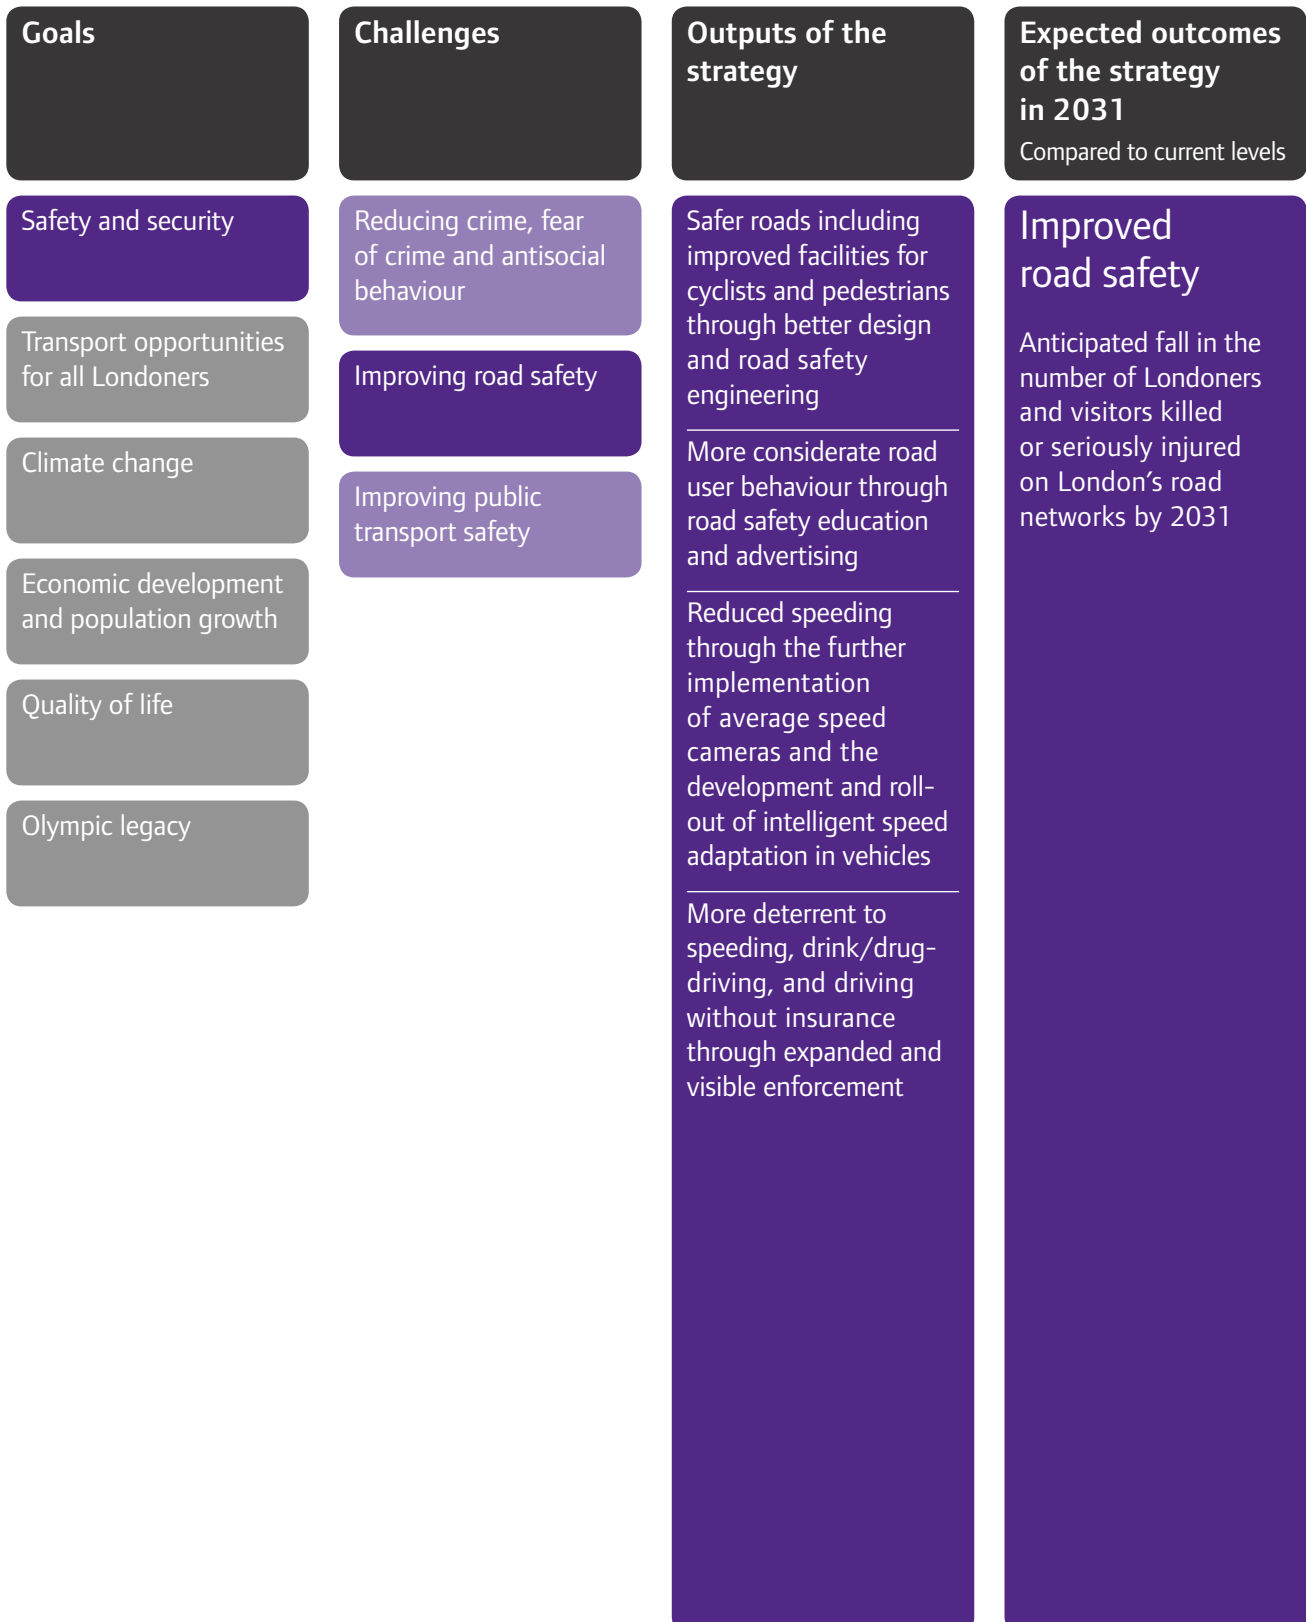 Goals
Safety and security
Transport opportunities
for all Londoners
Climate change
Economic development
and population growth
Quality of life
Olympic legacy
Challenges
Reducing crime, fear
of crime and antisocial
behaviour
Improving road safety
Improving public
transport safety
Outputs of the
strategy
Safer roads including
improved facilities for
cyclists and pedestrians
through better design
and road safety
engineering
More considerate road
user behaviour through
road safety education
and advertising
Reduced speeding
through the further
implementation
of average speed
cameras and the
development and roll-
out of intelligent speed
adaptation in vehicles
More deterrent to
speeding, drink/drug-
driving, and driving
without insurance
through expanded and
visible enforcement
Expected outcomes
of the strategy
in 2031
Compared to current levels
Improved
road safety
Anticipated fall in the
number of Londoners
and visitors killed
or seriously injured
on London’s road
networks by 2031